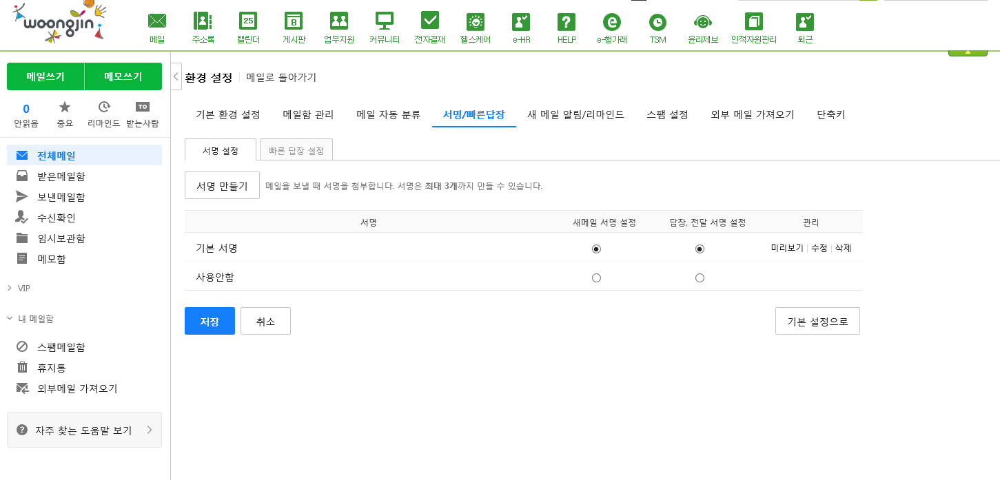 woongjin
25
B
메일
주소록
캘린더
게시판
업무지원
커뮤니티
전자결재
헬스케어
e-HR
HELP
e-행가래
TSM
윤리제보
인적자원관리
퇴근
메일쓰기
메모쓰기
환경 설정
메일로 돌아가기
0
TO
안읽음
중요
리마인드
받는사람
기본 환경 설정
메일함 관리
메일 자동 분류
서명/빠른답장
새 메일 알림/리마인드
스팸 설정
외부 메일 가져오기
단축키
전체메일
받은메일함
보낸메일함
수신확인
임시보관함
메모함
VIP
내 메일함
스팸메일함
휴지통
외부메일 가져오기
? 자주 찾는 도움말 보기
서명 설정
빠른 답장 설정
서명 만들기
메일을 보낼 때 서명을 첨부합니다. 서명은 최대 3개까지 만들 수 있습니다.
서명 새메일 서명 설정 답장, 전달 서명 설정 관리
기본 서명 미리보기 | 수정 | 삭제
사용안함
저장
취소
기본 설정으로